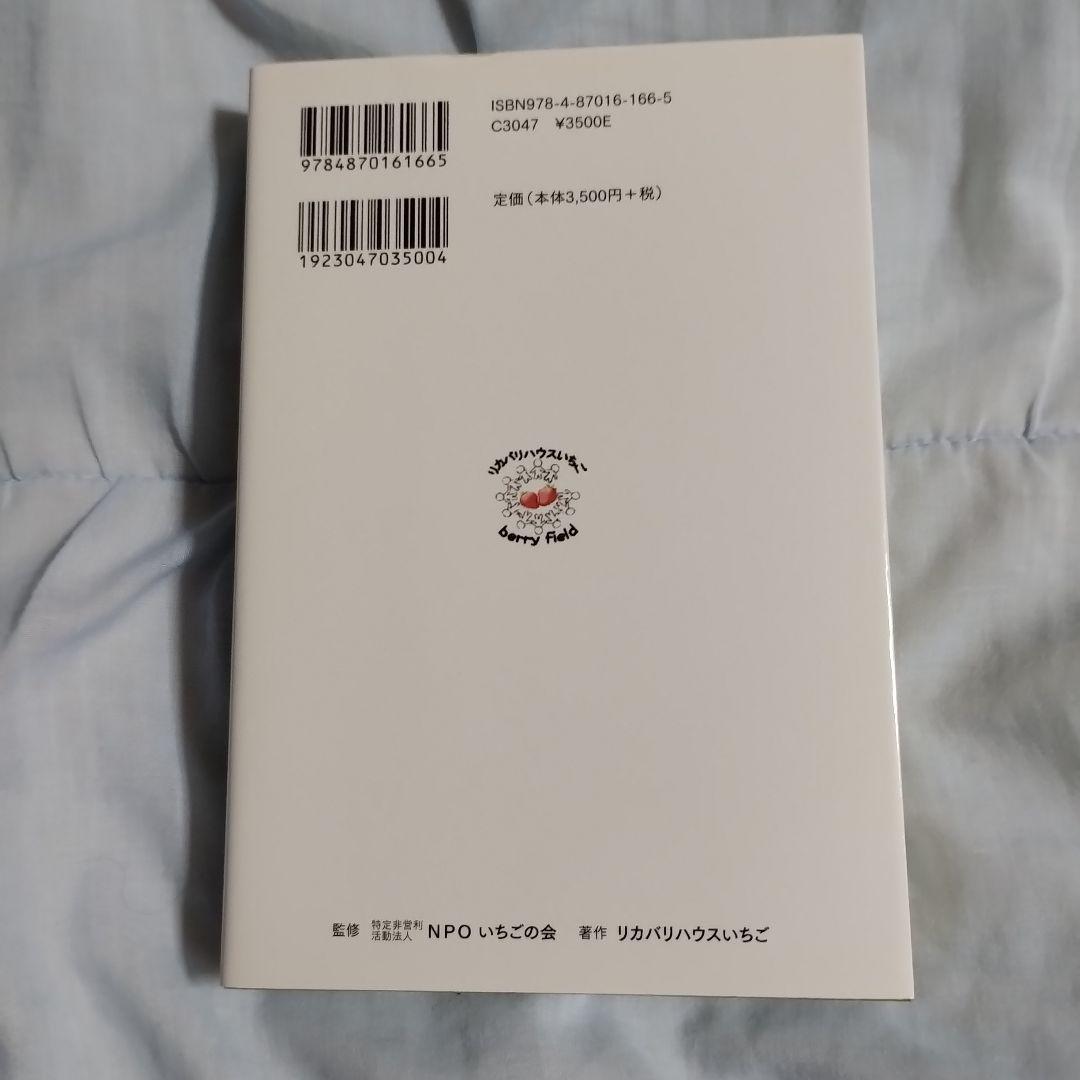 ISBN978-4-87016-166-5
C3047 ¥3500E
9784870161665
定価（本体3,500円＋税）
1923047035004
リカバリハウスいちご
berry field
監修 特定非営利活動法人 NPO いちごの会 著作 リカバリハウスいちご